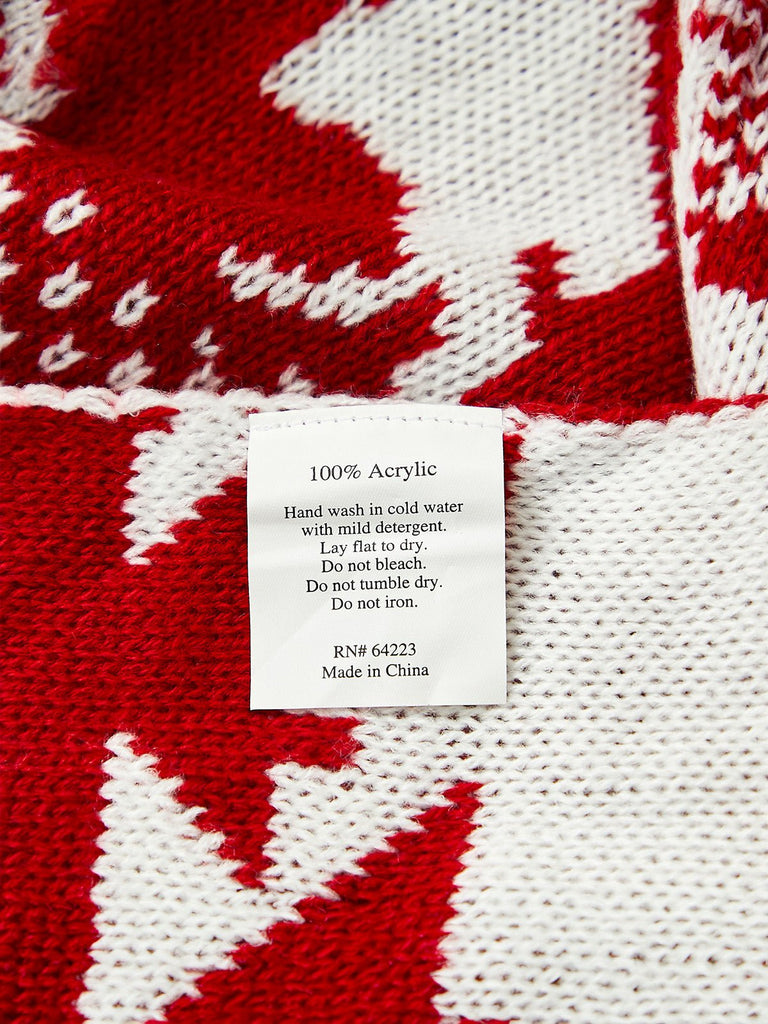 100% Acrylic
Hand wash in cold water
with mild detergent.
Lay flat to dry.
Do not bleach.
Do not tumble dry.
Do not iron.
RN# 64223
Made in China